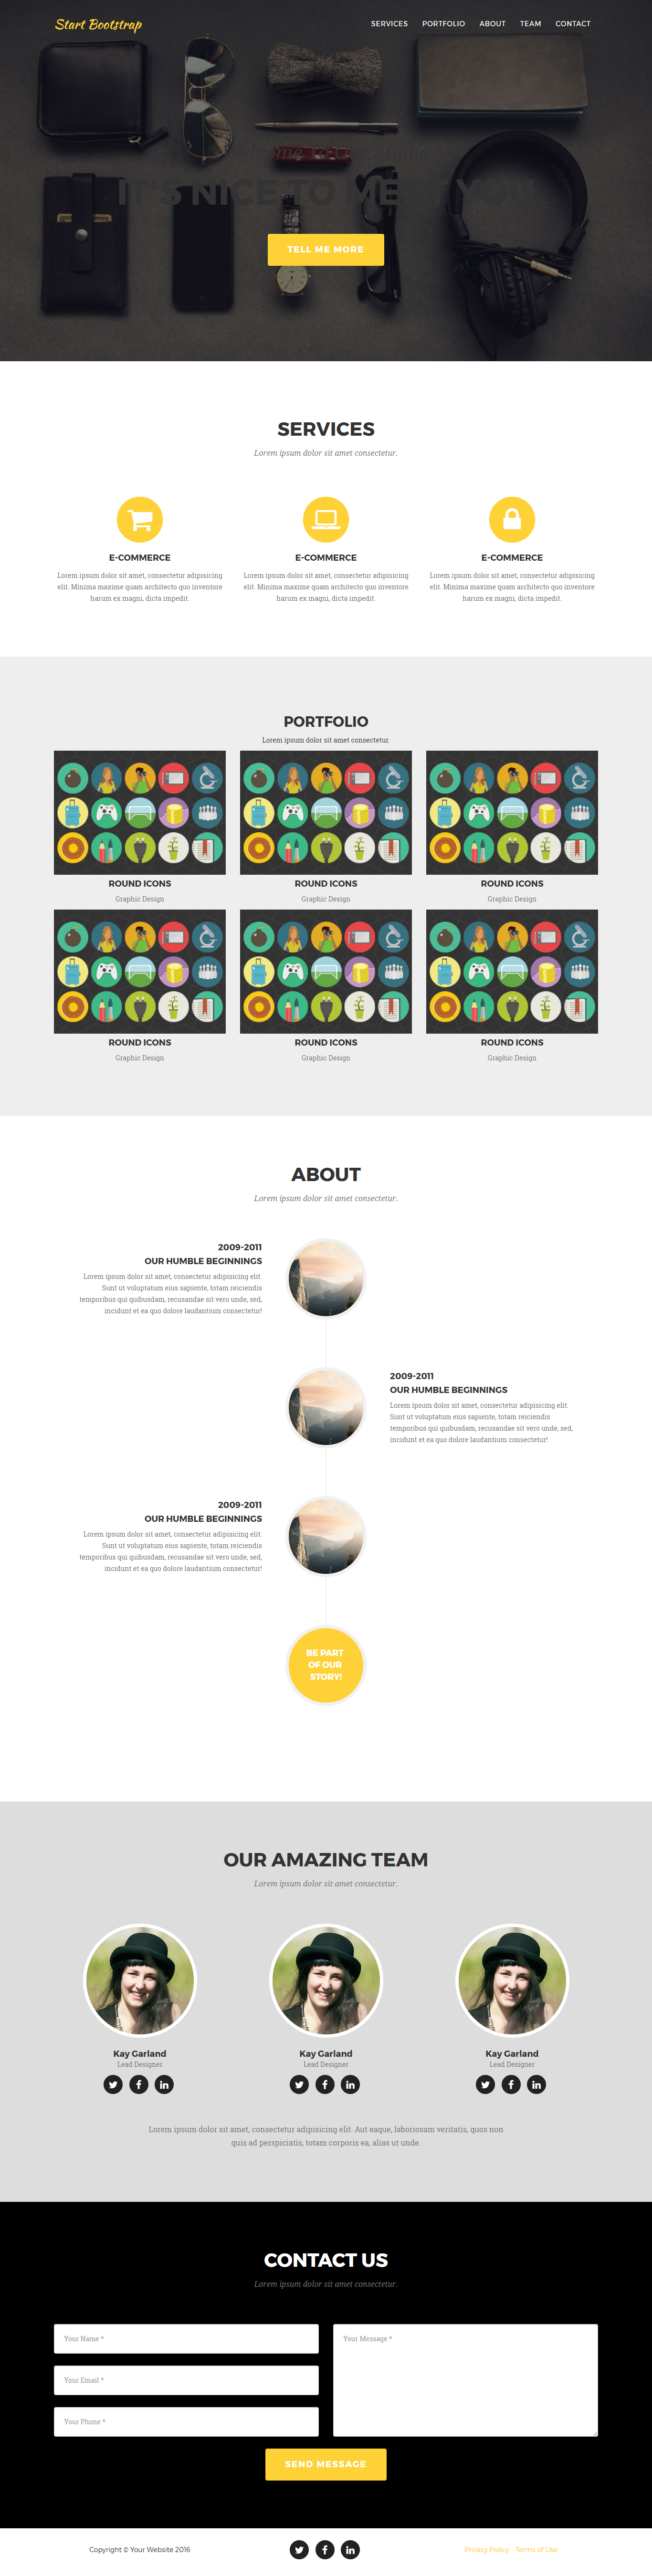 Start Bootstrap
SERVICES PORTFOLIO ABOUT TEAM CONTACT
IT'S NICE TO MEET YOU
TELL ME MORE
SERVICES
Lorem ipsum dolor sit amet consectetur.
E-COMMERCE
Lorem ipsum dolor sit amet, consectetur adipisicing
elit. Minima maxime quam architecto quo inventore
harum ex magni, dicta impedit.
E-COMMERCE
Lorem ipsum dolor sit amet, consectetur adipisicing
elit. Minima maxime quam architecto quo inventore
harum ex magni, dicta impedit.
E-COMMERCE
Lorem ipsum dolor sit amet, consectetur adipisicing
elit. Minima maxime quam architecto quo inventore
harum ex magni, dicta impedit.
PORTFOLIO
Lorem ipsum dolor sit amet consectetur.
ROUND ICONS
Graphic Design
ROUND ICONS
Graphic Design
ROUND ICONS
Graphic Design
ROUND ICONS
Graphic Design
ROUND ICONS
Graphic Design
ROUND ICONS
Graphic Design
ABOUT
Lorem ipsum dolor sit amet consectetur.
2009-2011
OUR HUMBLE BEGINNINGS
Lorem ipsum dolor sit amet, consectetur adipisicing elit.
Sunt ut voluptatum eius sapiente, totam reiciendis
temporibus qui quibusdam, recusandae sit vero unde, sed,
incidunt et ea quo dolore laudantium consectetur!
2009-2011
OUR HUMBLE BEGINNINGS
Lorem ipsum dolor sit amet, consectetur adipisicing elit.
Sunt ut voluptatum eius sapiente, totam reiciendis
temporibus qui quibusdam, recusandae sit vero unde, sed,
incidunt et ea quo dolore laudantium consectetur!
2009-2011
OUR HUMBLE BEGINNINGS
Lorem ipsum dolor sit amet, consectetur adipisicing elit.
Sunt ut voluptatum eius sapiente, totam reiciendis
temporibus qui quibusdam, recusandae sit vero unde, sed,
incidunt et ea quo dolore laudantium consectetur!
BE PART
OF OUR
STORY!
OUR AMAZING TEAM
Lorem ipsum dolor sit amet consectetur.
Kay Garland
Lead Designer
Kay Garland
Lead Designer
Kay Garland
Lead Designer
Lorem ipsum dolor sit amet, consectetur adipisicing elit. Aut eaque, laboriosam veritatis, quos non
quis ad perspiciatis, totam corporis ea, alias ut unde.
CONTACT US
Lorem ipsum dolor sit amet consectetur.
Your Name *
Your Email *
Your Phone *
Your Message *
SEND MESSAGE
Copyright © Your Website 2016
Privacy Policy Terms of Use